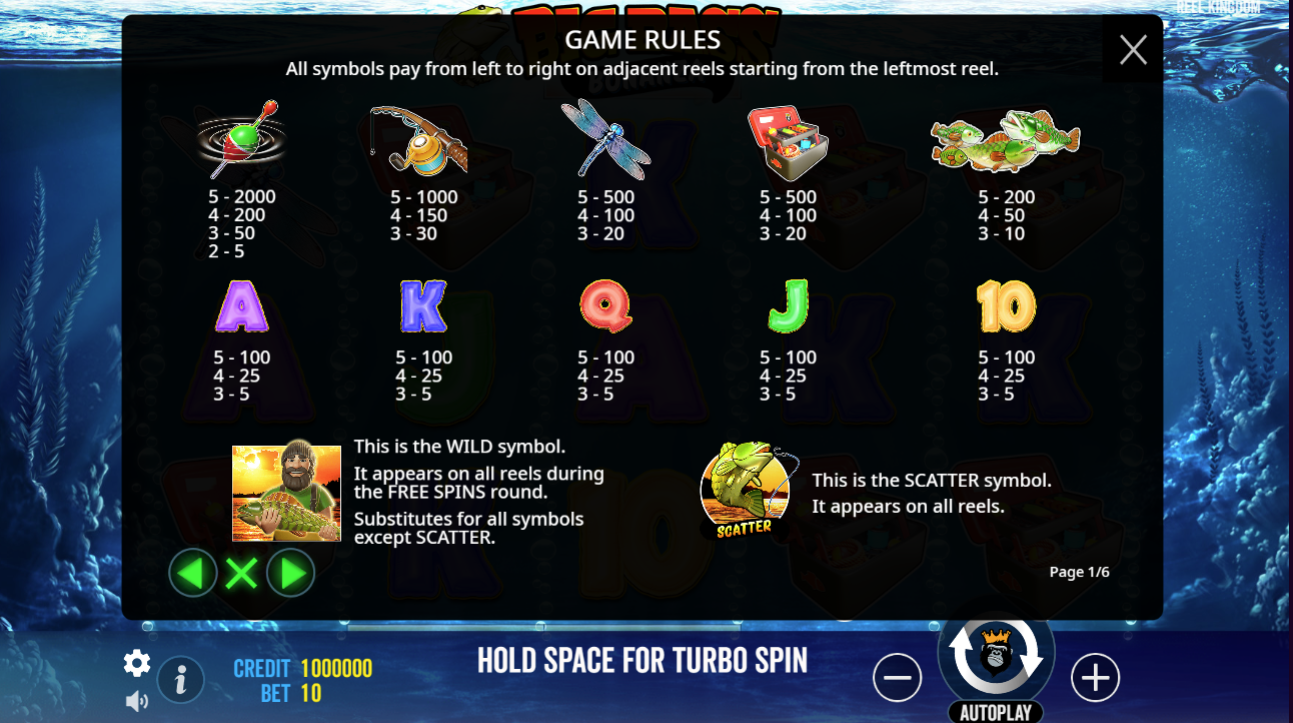 REEL KINGDOM
GAME RULES
All symbols pay from left to right on adjacent reels starting from the leftmost reel.
5 - 2000
4 - 200
3 - 50
2 - 5
5 - 1000
4 - 150
3 - 30
5 - 500
4 - 100
3 - 20
5 - 500
4 - 100
3 - 20
5 - 200
4 - 50
3 - 10
A
K
Q
J
10
5 - 100
4 - 25
3 - 5
5 - 100
4 - 25
3 - 5
5 - 100
4 - 25
3 - 5
5 - 100
4 - 25
3 - 5
5 - 100
4 - 25
3 - 5
This is the WILD symbol.
It appears on all reels during
the FREE SPINS round.
Substitutes for all symbols
except SCATTER.
SCATTER
This is the SCATTER symbol.
It appears on all reels.
Page 1/6
CREDIT 1000000
BET 10
HOLD SPACE FOR TURBO SPIN
AUTOPLAY